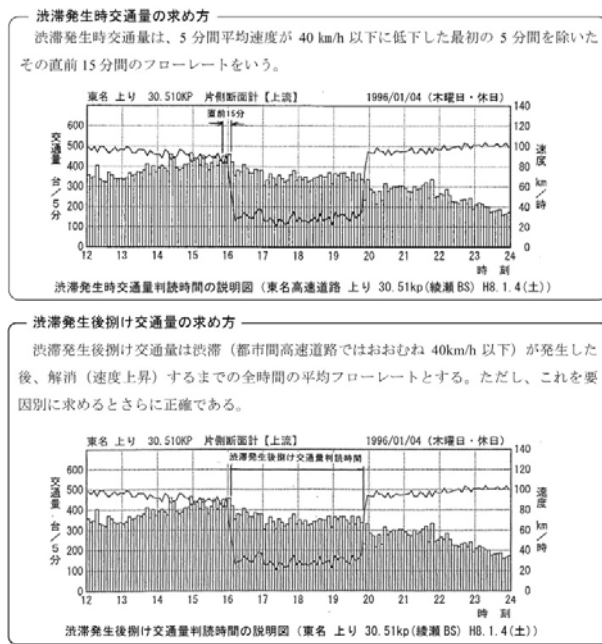 渋滞発生時交通量の求め方
渋滞発生時交通量は、5 分間平均速度が 40 km/h 以下に低下した最初の 5 分間を除いた
その直前 15 分間のフローレートをいう。
東名 上り 30.510KP 片側断面計【上流】 1996/01/04 (木曜日・休日)
直前15分
交通量 台/5分
600
500
400
300
200
100
0
速度 km/時
140
120
100
80
60
40
20
0
12 13 14 15 16 17 18 19 20 21 22 23 24
時 刻
渋滞発生時交通量判読時間の説明図 (東名高速道路 上り 30.51kp(綾瀬 BS) H8.1.4(土))
渋滞発生後捌け交通量の求め方
渋滞発生後捌け交通量は渋滞(都市間高速道路ではおおむね 40km/h 以下)が発生した
後、解消(速度上昇)するまでの全時間の平均フローレートとする。ただし、これを要
因別に求めるとさらに正確である。
東名 上り 30.510KP 片側断面計【上流】 1996/01/04 (木曜日・休日)
渋滞発生後捌け交通量判読時間
交通量 台/5分
600
500
400
300
200
100
0
速度 km/時
140
120
100
80
60
40
20
0
12 13 14 15 16 17 18 19 20 21 22 23 24
時 刻
渋滞発生後捌け交通量判読時間の説明図 (東名 上り 30.51kp(綾瀬 BS) H8.1.4(土))